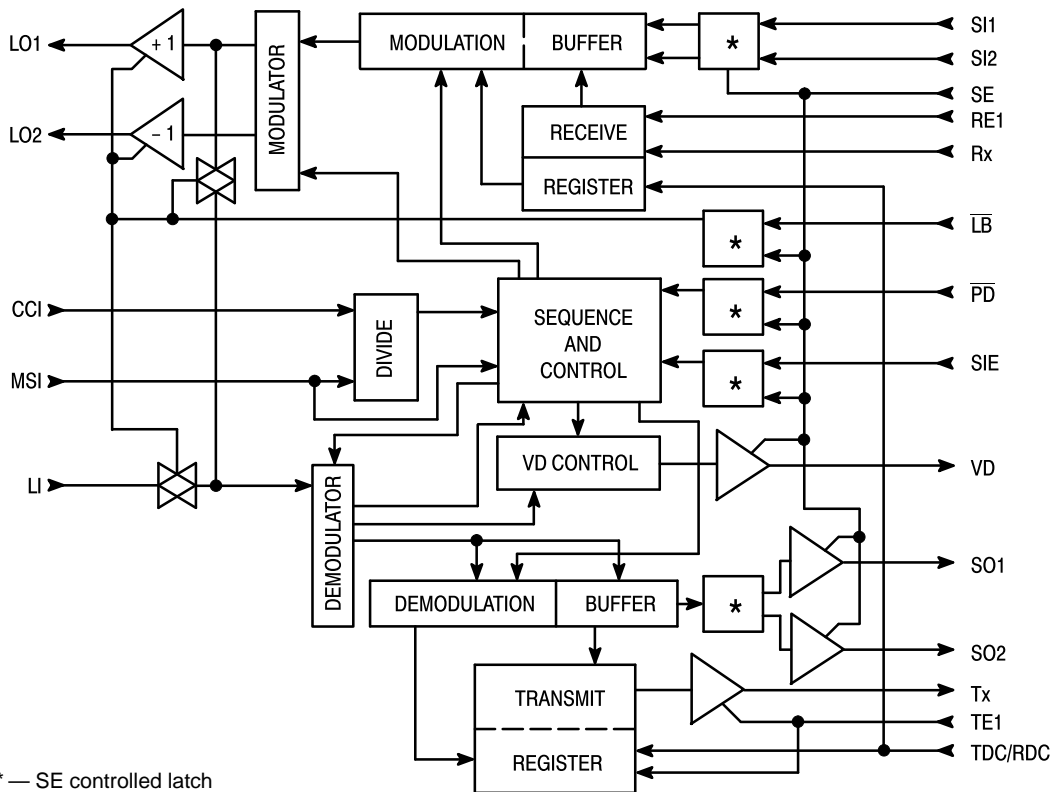 LO1
+ 1
MODULATOR
MODULATION BUFFER
*
SI1
SI2
SE
RE1
LO2
– 1
RECEIVE
REGISTER
Rx
LB
*
PD
*
CCI
DIVIDE
SEQUENCE
AND
CONTROL
SIE
*
MSI
VD CONTROL
VD
LI
DEMODULATOR
SO1
DEMODULATION BUFFER
*
SO2
TRANSMIT
REGISTER
Tx
TE1
TDC/RDC
* — SE controlled latch